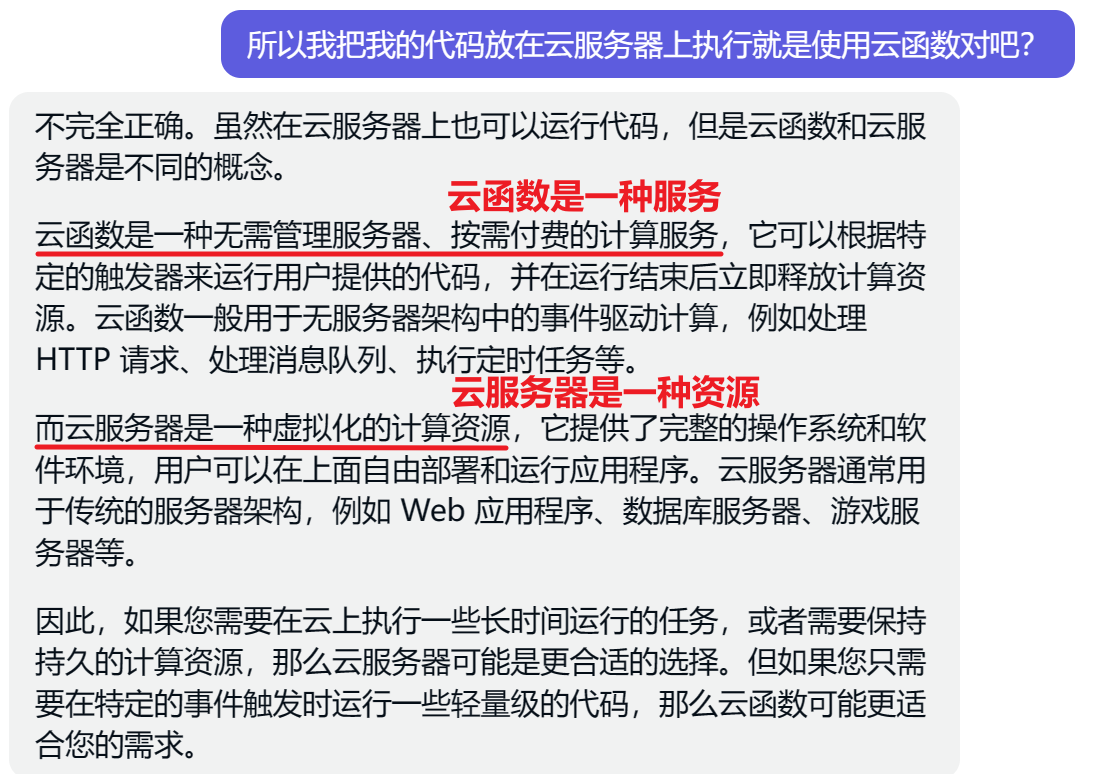 所以我把我的代码放在云服务器上执行就是使用云函数对吧？
不完全正确。虽然在云服务器上也可以运行代码，但是云函数和云服
务器是不同的概念。
云函数是一种服务
云函数是一种无需管理服务器、按需付费的计算服务，它可以根据特
定的触发器来运行用户提供的代码，并在运行结束后立即释放计算资
源。云函数一般用于无服务器架构中的事件驱动计算，例如处理
HTTP 请求、处理消息队列、执行定时任务等。
云服务器是一种资源
而云服务器是一种虚拟化的计算资源，它提供了完整的操作系统和软
件环境，用户可以在上面自由部署和运行应用程序。云服务器通常用
于传统的服务器架构，例如 Web 应用程序、数据库服务器、游戏服
务器等。
因此，如果您需要在云上执行一些长时间运行的任务，或者需要保持
持久的计算资源，那么云服务器可能是更合适的选择。但如果您只需
要在特定的事件触发时运行一些轻量级的代码，那么云函数可能更适
合您的需求。